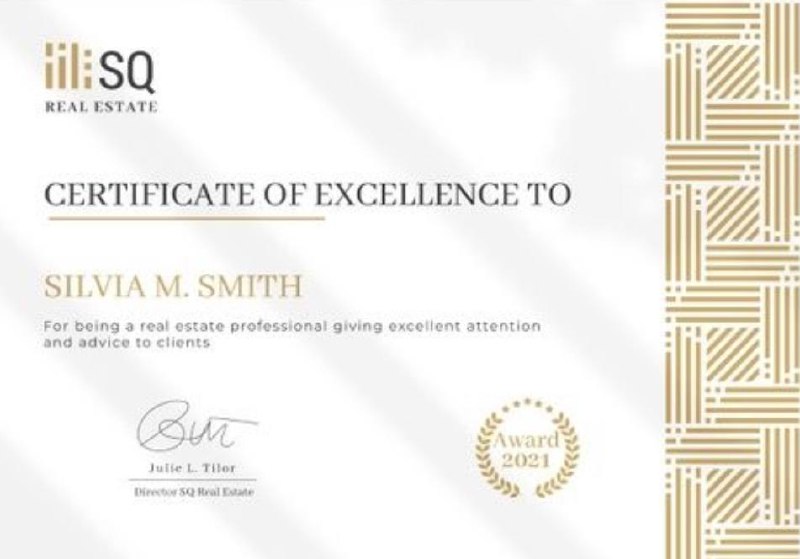 SQ
REAL ESTATE
CERTIFICATE OF EXCELLENCE TO
SILVIA M. SMITH
For being a real estate professional giving excellent attention
and advice to clients
Julie L. Tilor
Director SQ Real Estate
Award
2021